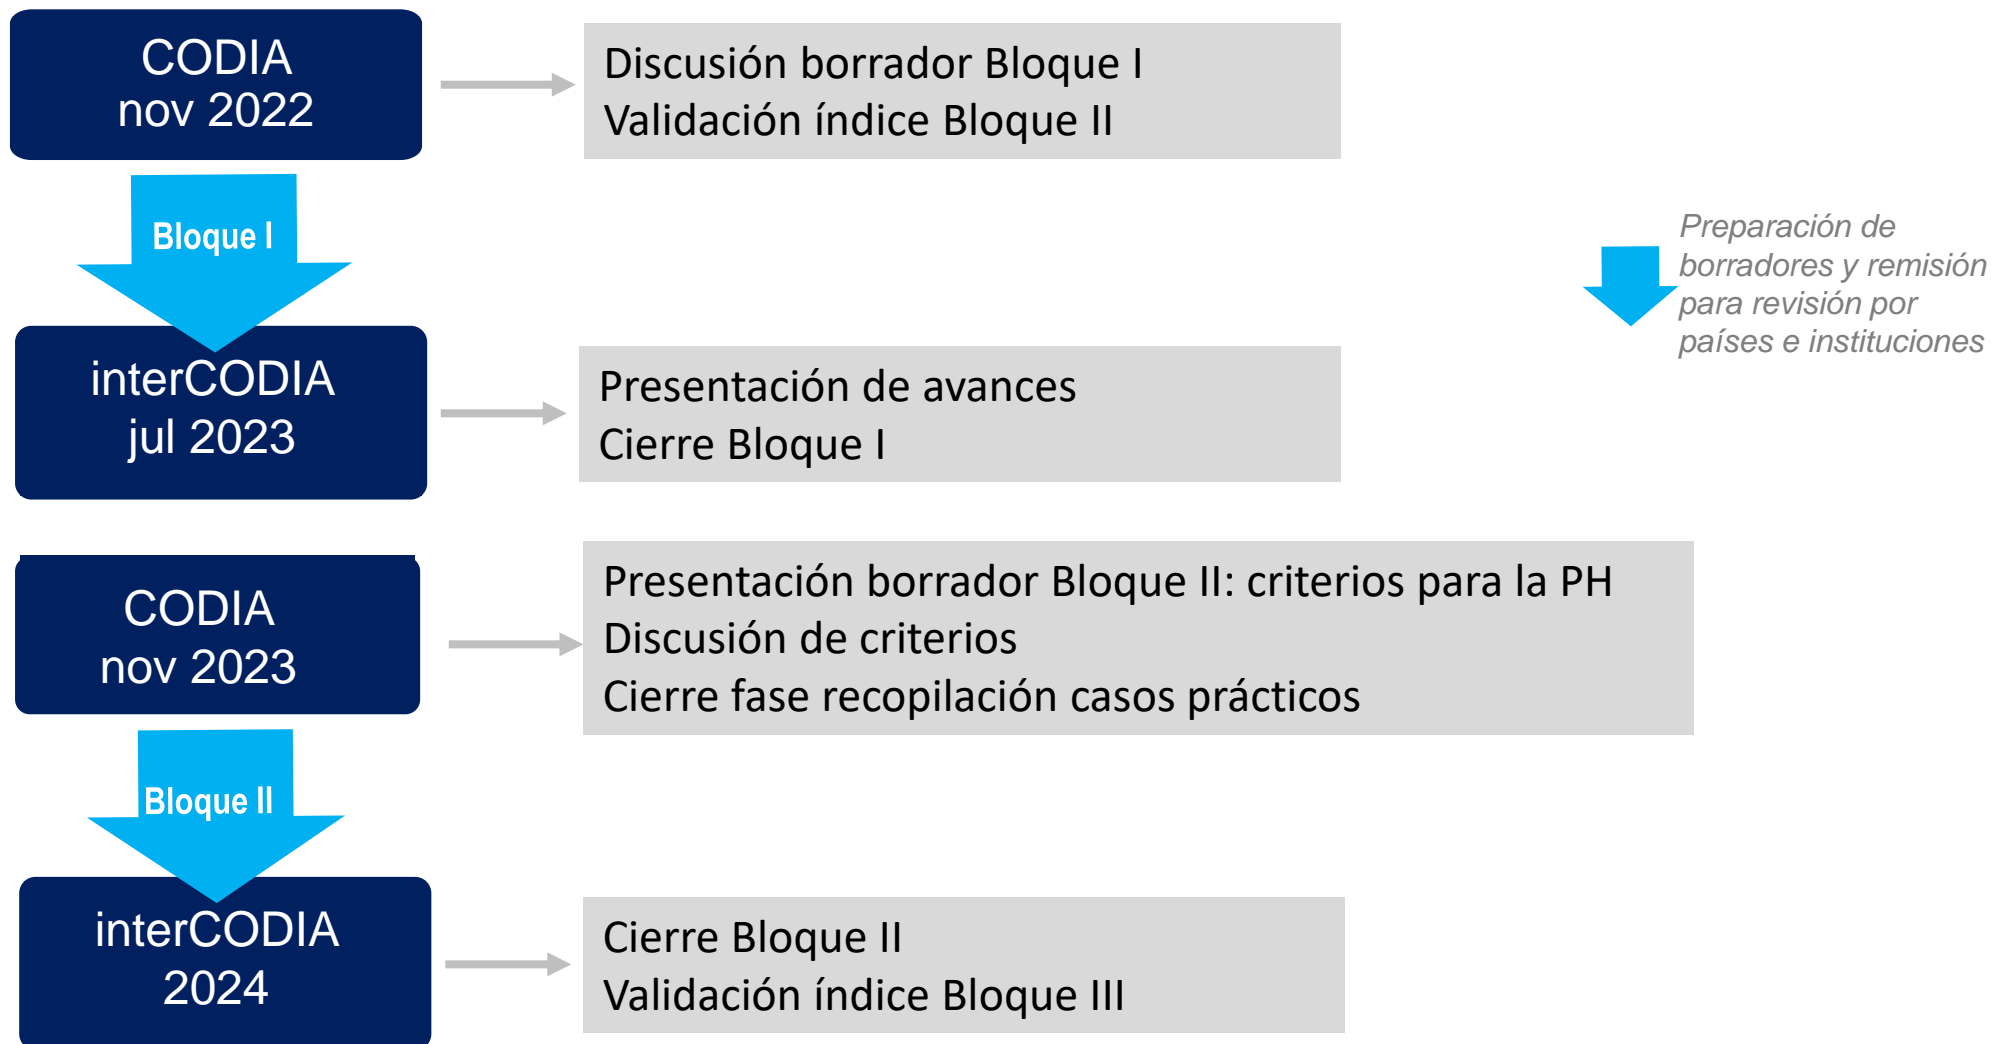 CODIA
nov 2022
Discusión borrador Bloque I
Validación índice Bloque II
Bloque I
Preparación de
borradores y remisión
para revisión por
países e instituciones
interCODIA
jul 2023
Presentación de avances
Cierre Bloque I
CODIA
nov 2023
Presentación borrador Bloque II: criterios para la PH
Discusión de criterios
Cierre fase recopilación casos prácticos
Bloque II
interCODIA
2024
Cierre Bloque II
Validación índice Bloque III